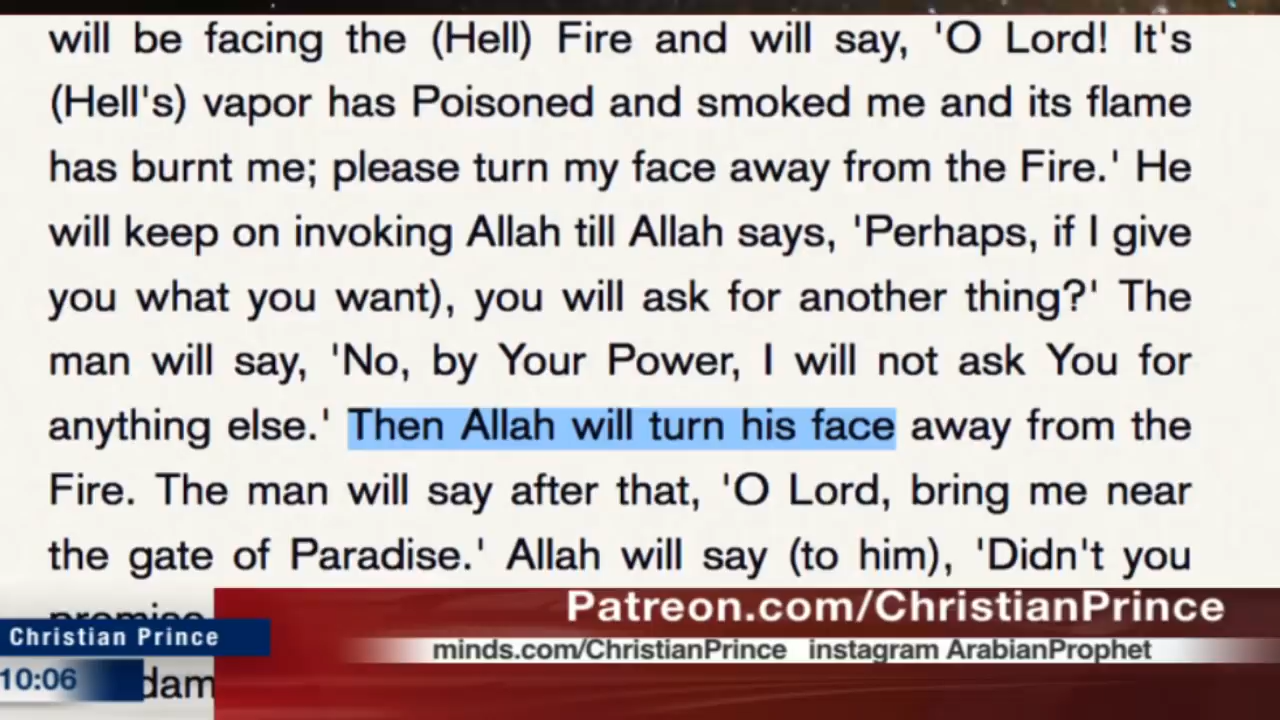 will be facing the (Hell) Fire and will say, 'O Lord! It's
(Hell's) vapor has Poisoned and smoked me and its flame
has burnt me; please turn my face away from the Fire.' He
will keep on invoking Allah till Allah says, 'Perhaps, if I give
you what you want), you will ask for another thing?' The
man will say, 'No, by Your Power, I will not ask You for
anything else.' Then Allah will turn his face away from the
Fire. The man will say after that, 'O Lord, bring me near
the gate of Paradise.' Allah will say (to him), 'Didn't you
Patreon.com/ChristianPrince
Christian Prince
minds.com/ChristianPrince instagram ArabianProphet
10:06